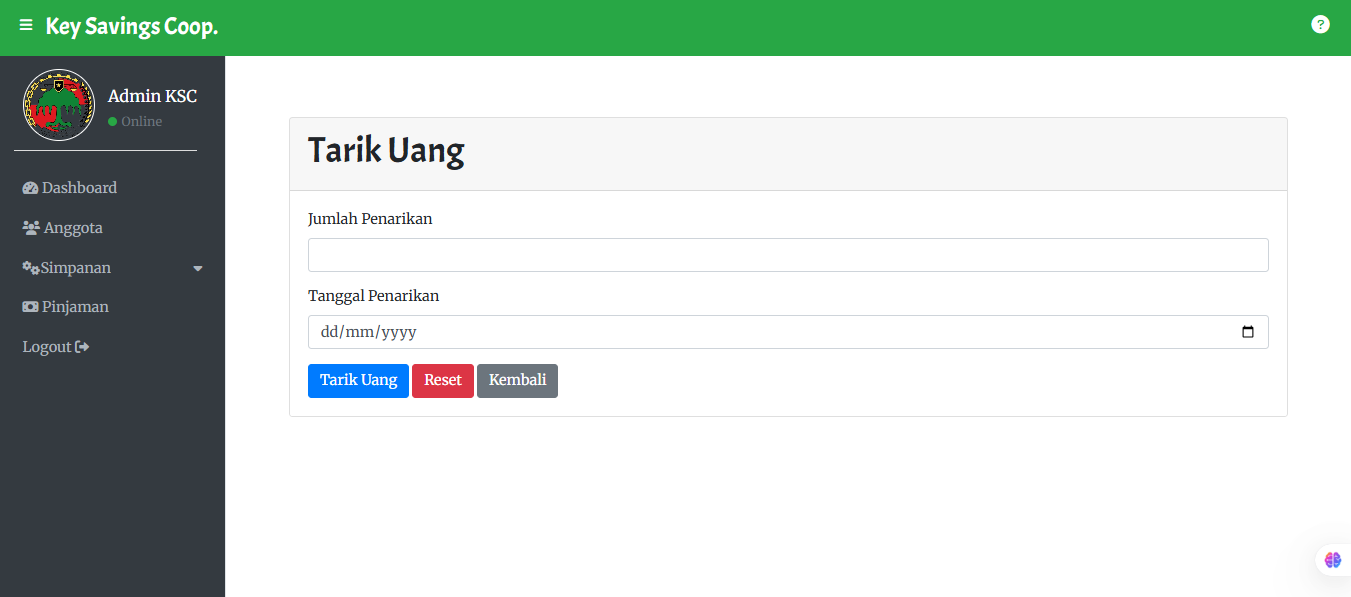 Key Savings Coop.
Admin KSC
Online
Dashboard
Anggota
Simpanan
Pinjaman
Logout
Tarik Uang
Jumlah Penarikan
Tanggal Penarikan
dd/mm/yyyy
Tarik Uang Reset Kembali